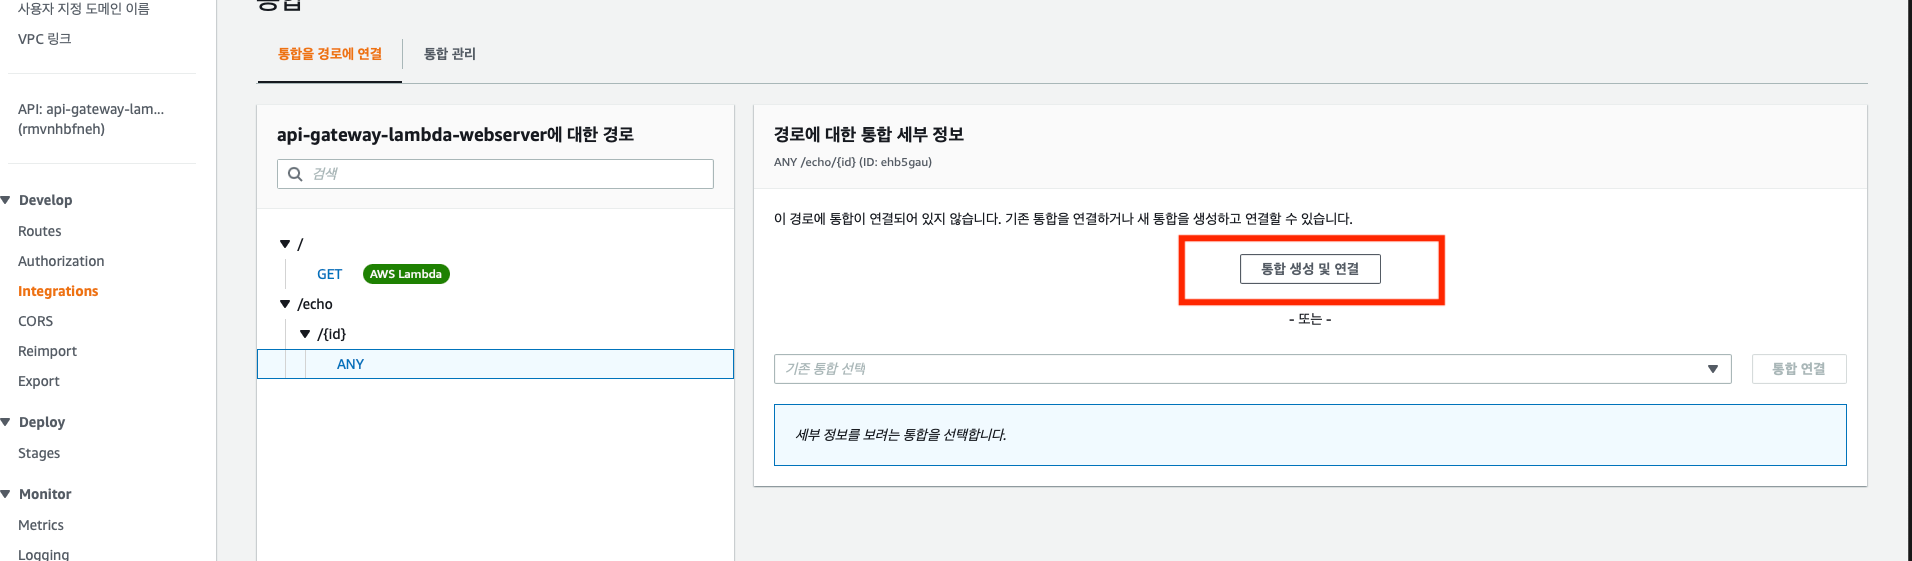 사용자 지정 도메인 이름
VPC 링크
API: api-gateway-lam...
(rmvnhbfneh)
Develop
Routes
Authorization
Integrations
CORS
Reimport
Export
Deploy
Stages
Monitor
Metrics
Logging
통합
통합을 경로에 연결
통합 관리
api-gateway-lambda-webserver에 대한 경로
검색
/
GET AWS Lambda
/echo
/{id}
ANY
경로에 대한 통합 세부 정보
ANY /echo/{id} (ID: ehb5gau)
이 경로에 통합이 연결되어 있지 않습니다. 기존 통합을 연결하거나 새 통합을 생성하고 연결할 수 있습니다.
통합 생성 및 연결
- 또는 -
기존 통합 선택
통합 연결
세부 정보를 보려는 통합을 선택합니다.